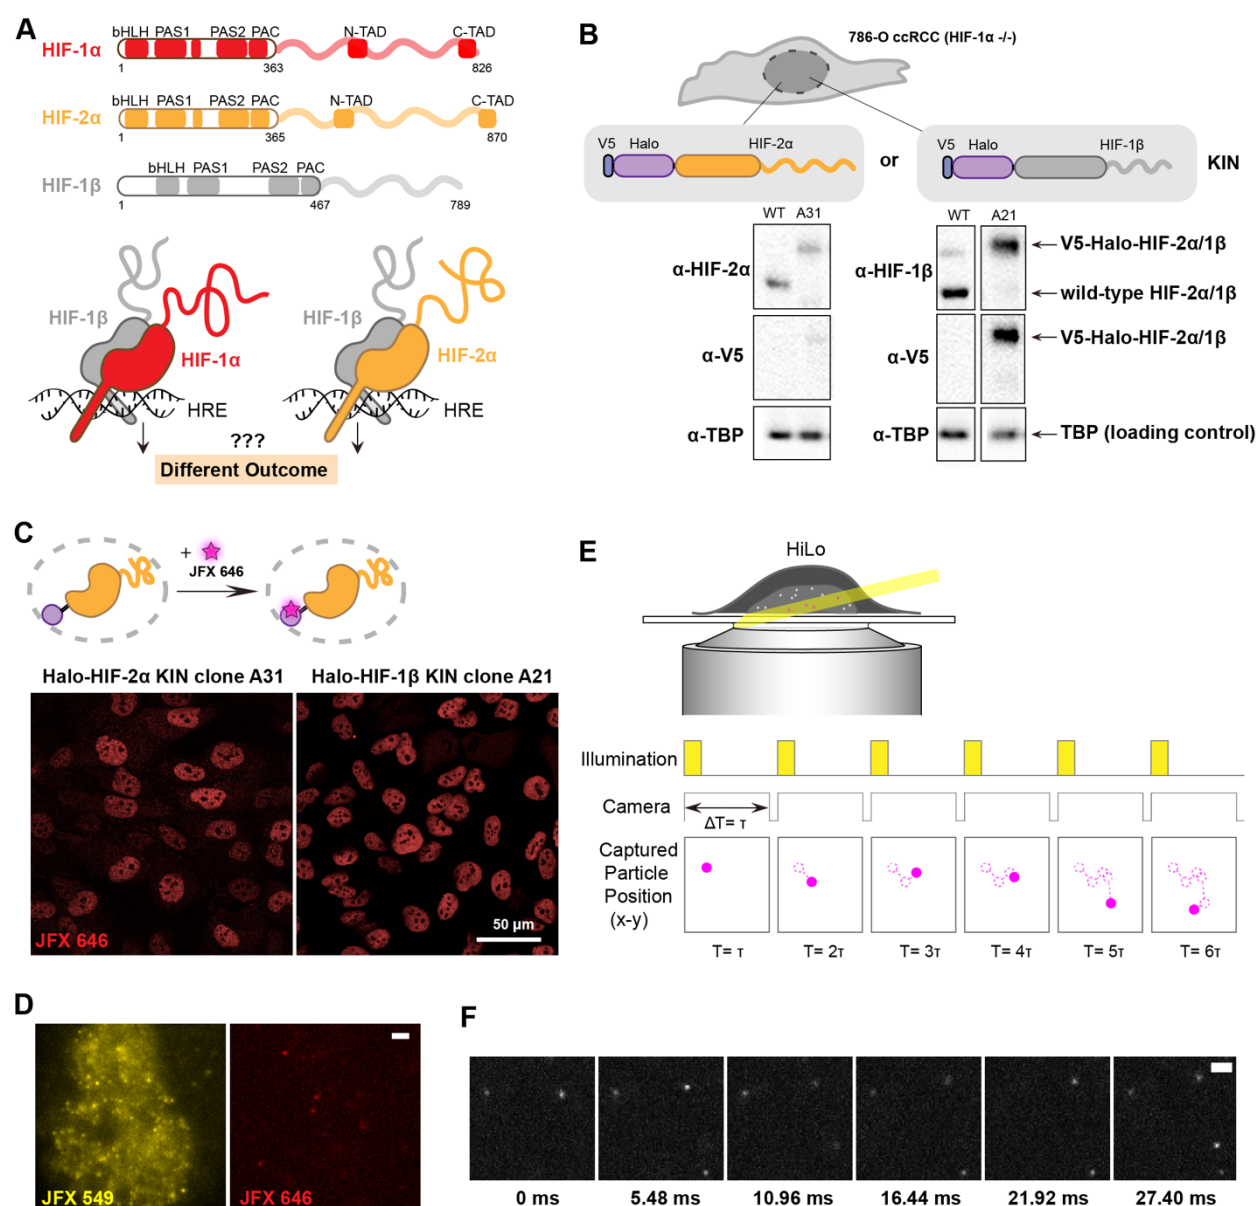 A
bHLH PAS1 PAS2 PAC N-TAD C-TAD
HIF-1α
1 363 826
bHLH PAS1 PAS2 PAC N-TAD C-TAD
HIF-2α
1 365 870
bHLH PAS1 PAS2 PAC
HIF-1β
1 467 789
HIF-1β
HIF-1α
HRE
HIF-1β
HIF-2α
HRE
???
Different Outcome
B
786-O ccRCC (HIF-1α -/-)
V5 Halo HIF-2α
or
V5 Halo HIF-1β
KIN
WT A31
WT A21
α-HIF-2α
α-HIF-1β
V5-Halo-HIF-2α/1β
wild-type HIF-2α/1β
α-V5
α-V5
V5-Halo-HIF-2α/1β
α-TBP
α-TBP
TBP (loading control)
C
+
JFX 646
Halo-HIF-2α KIN clone A31
Halo-HIF-1β KIN clone A21
JFX 646
50 µm
D
JFX 549
JFX 646
E
HiLo
Illumination
Camera
ΔT= τ
Captured
Particle
Position
(x-y)
T= τ T= 2τ T= 3τ T= 4τ T= 5τ T= 6τ
F
0 ms 5.48 ms 10.96 ms 16.44 ms 21.92 ms 27.40 ms